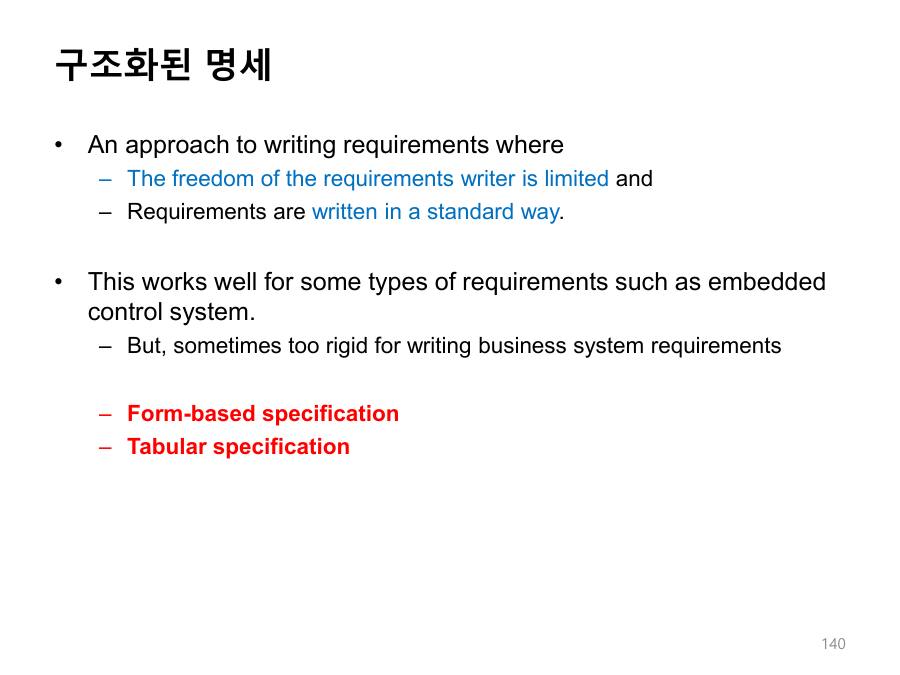 구조화된 명세
• An approach to writing requirements where
– The freedom of the requirements writer is limited and
– Requirements are written in a standard way.
• This works well for some types of requirements such as embedded
control system.
– But, sometimes too rigid for writing business system requirements
– Form-based specification
– Tabular specification
140